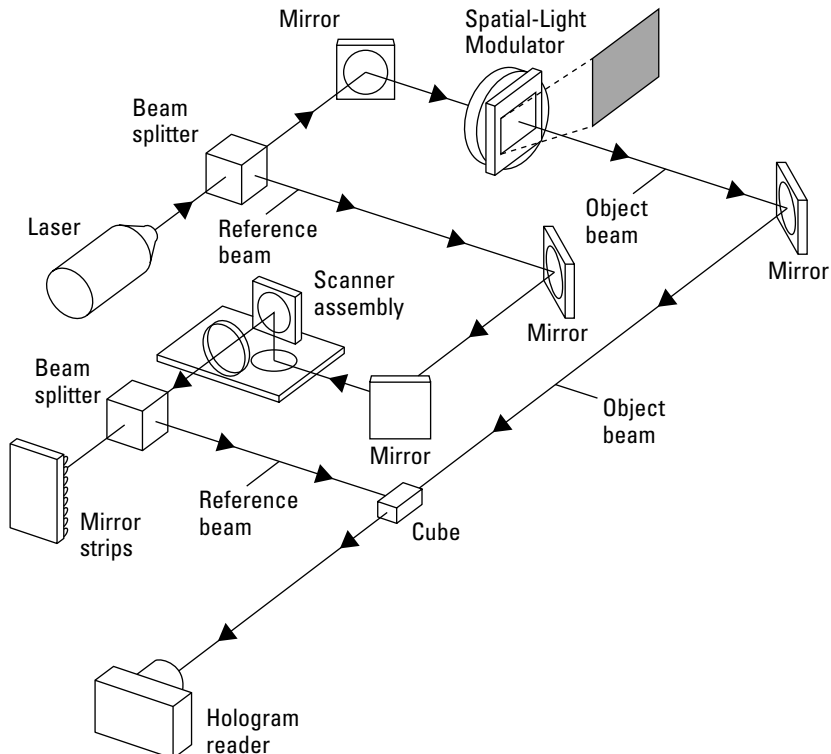 Mirror
Spatial-Light
Modulator
Beam
splitter
Laser
Reference
beam
Object
beam
Mirror
Scanner
assembly
Mirror
Beam
splitter
Mirror
Object
beam
Reference
beam
Mirror
strips
Cube
Hologram
reader